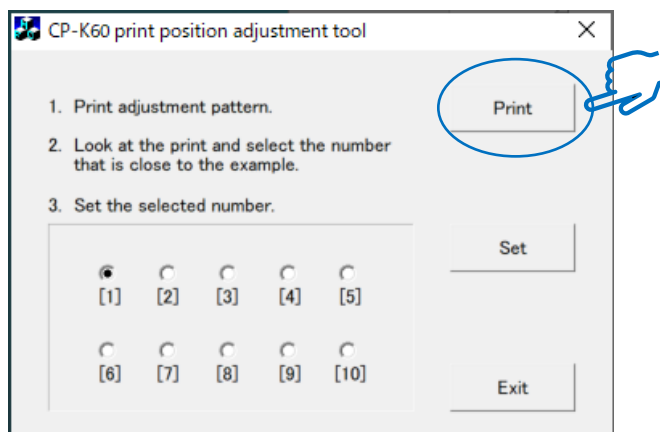 CP-K60 print position adjustment tool
1. Print adjustment pattern.
Print
2. Look at the print and select the number
that is close to the example.
3. Set the selected number.
Set
[1] [2] [3] [4] [5]
[6] [7] [8] [9] [10]
Exit